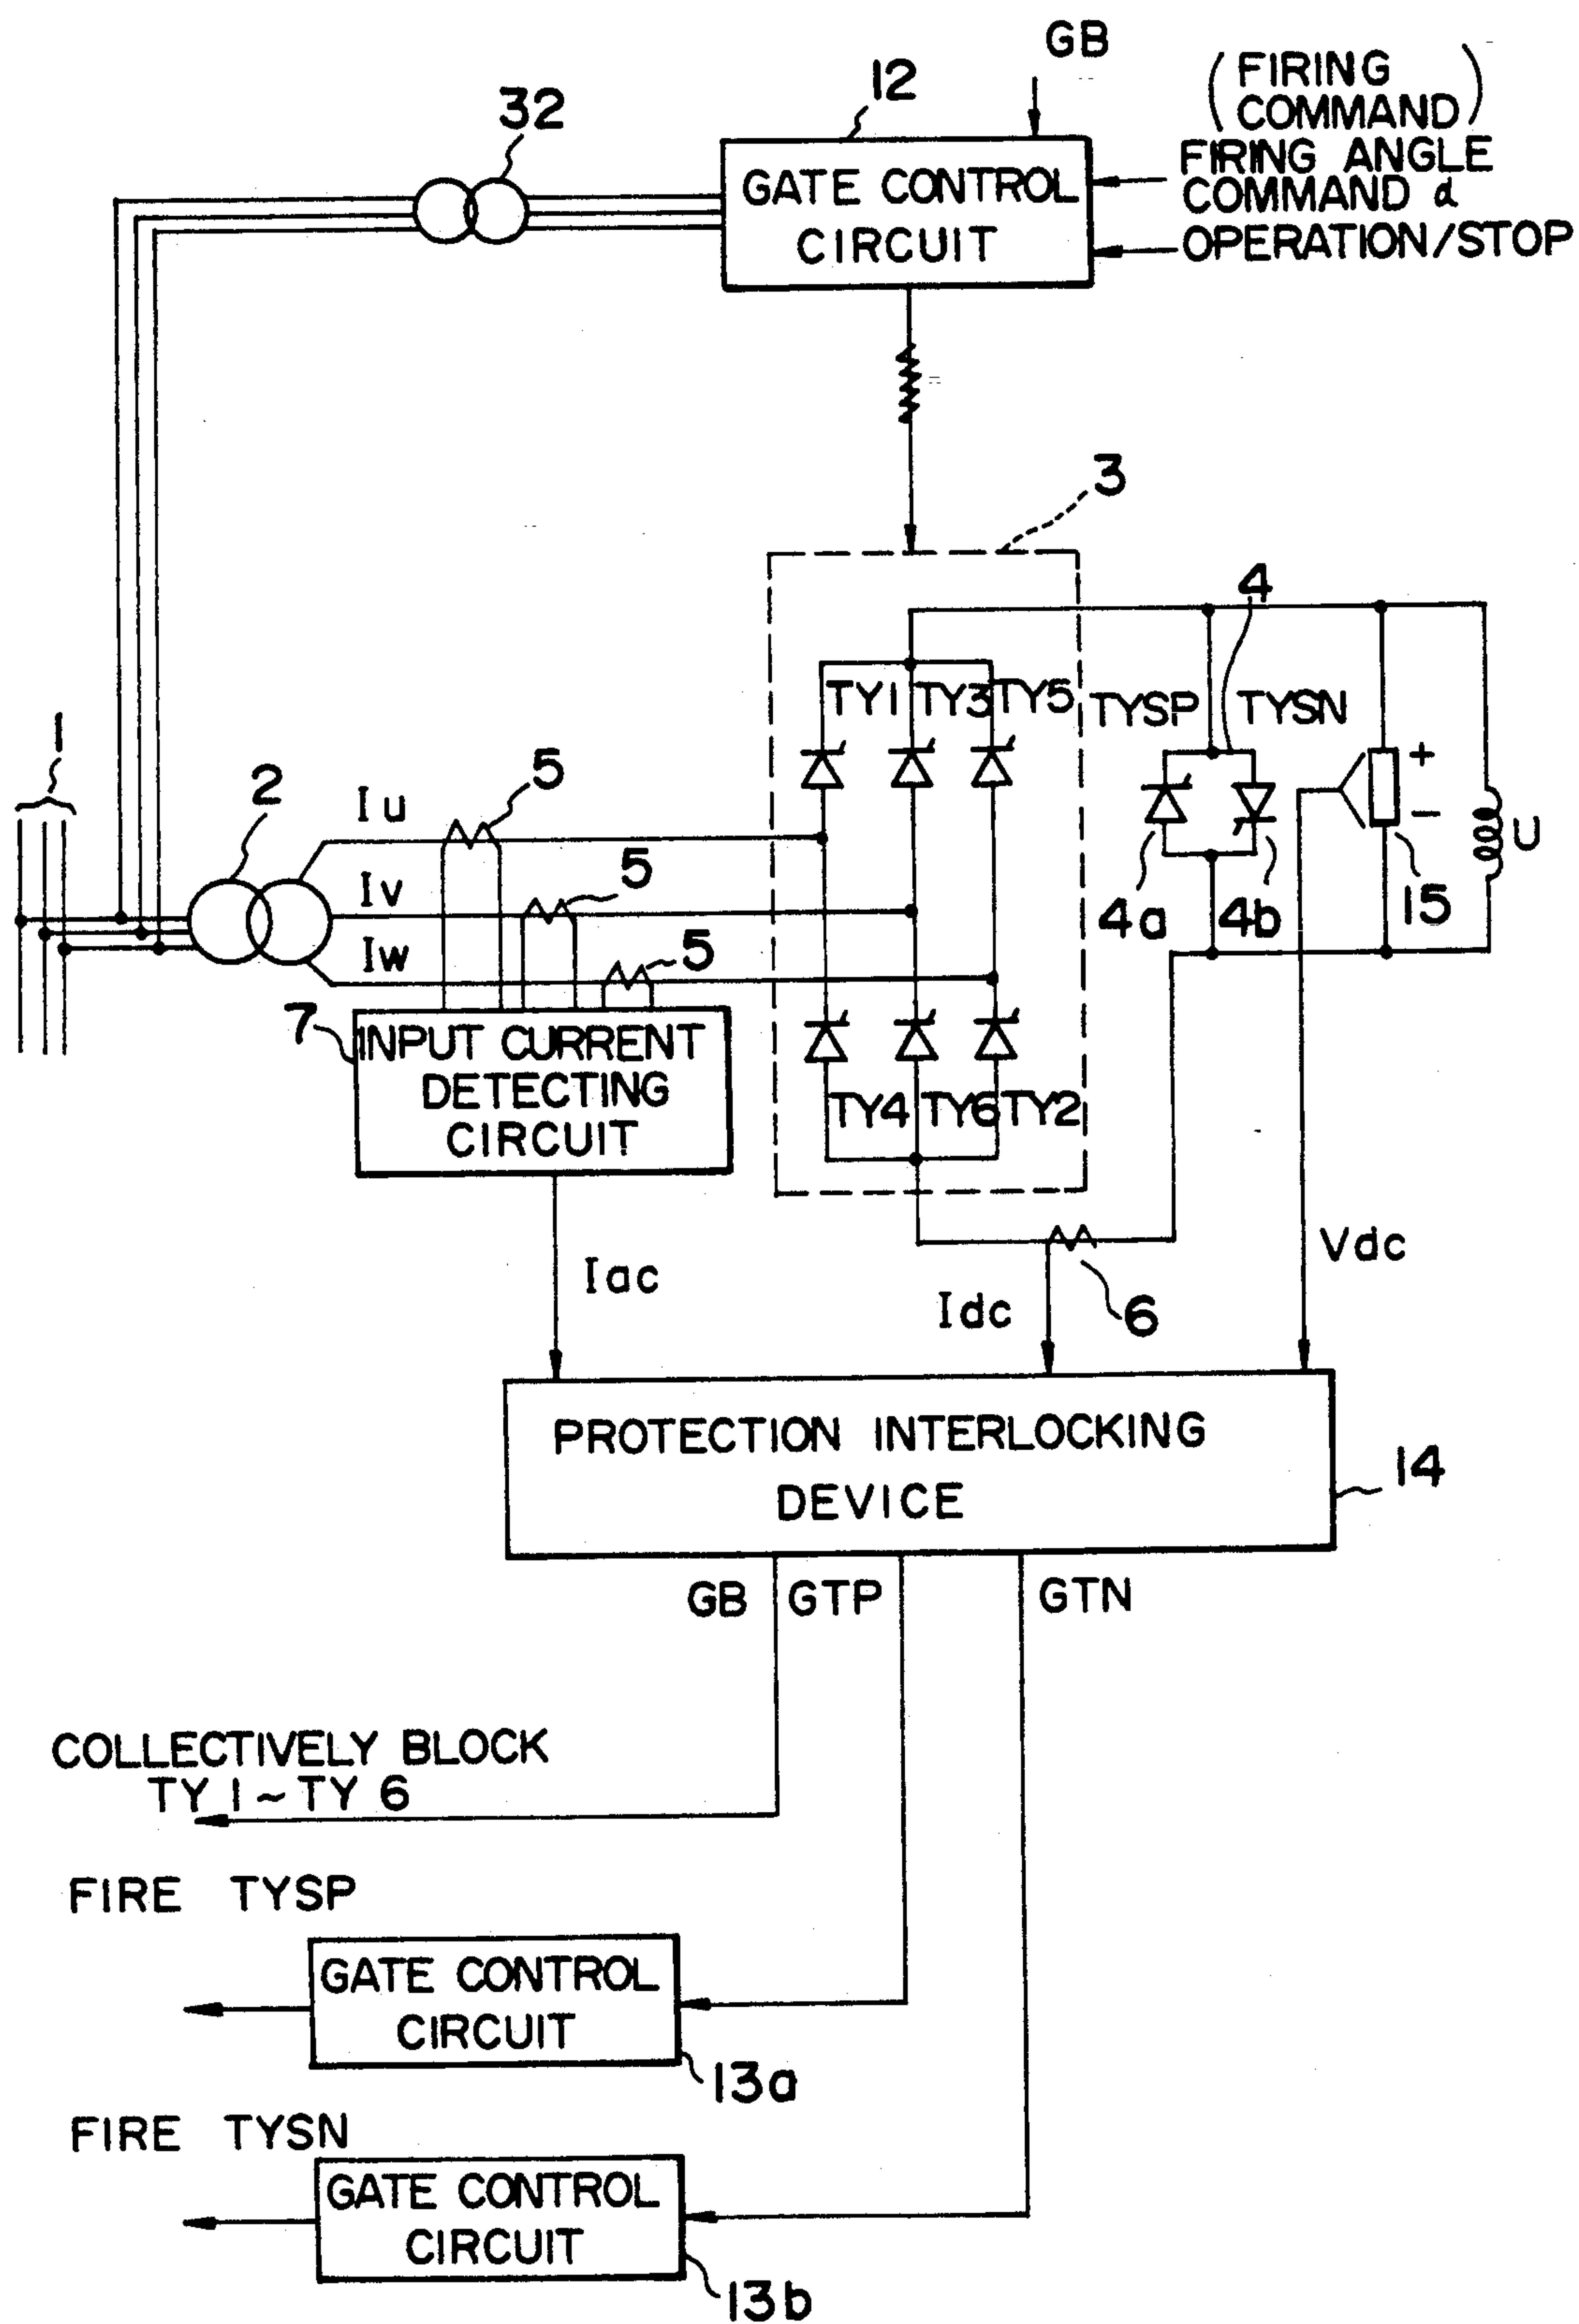 GB
12
(FIRING
COMMAND)
32
FIRING ANGLE
COMMAND α
OPERATION/STOP
GATE CONTROL
CIRCUIT
3
4
TY1 TY3 TY5
TYSP TYSN
1
2
Iu
5
+
-
U
Iv
5
4a
4b
15
Iw
5
7
INPUT CURRENT
DETECTING
CIRCUIT
TY4 TY6 TY2
Iac
Idc
6
Vdc
PROTECTION INTERLOCKING
DEVICE
14
GB GTP GTN
COLLECTIVELY BLOCK
TY 1~TY 6
FIRE TYSP
GATE CONTROL
CIRCUIT
13a
FIRE TYSN
GATE CONTROL
CIRCUIT
13b